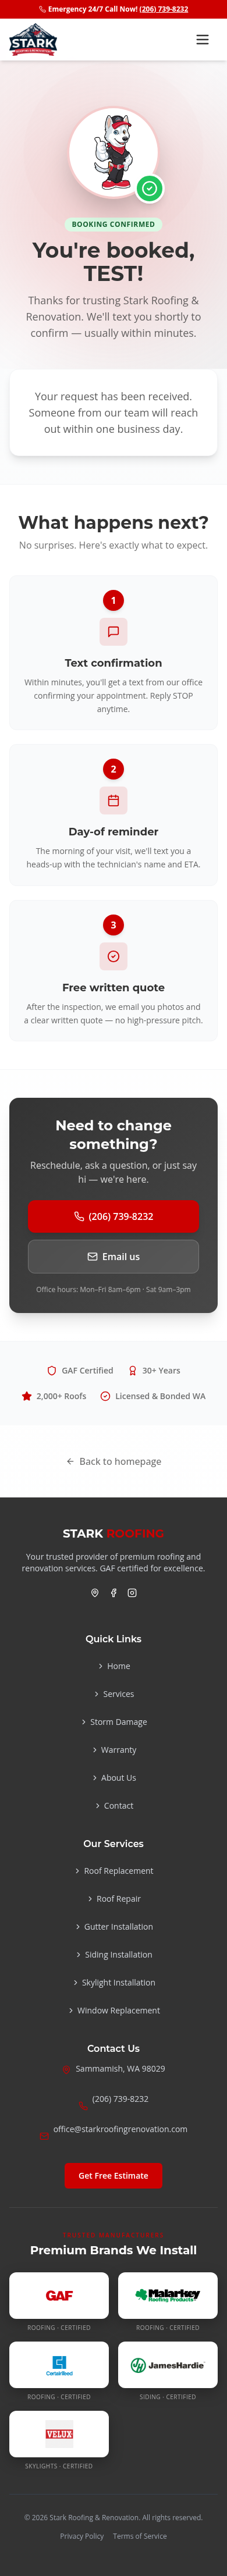 Emergency 24/7 Call Now! (206) 739-8232
STARK
BOOKING CONFIRMED
You're booked,
TEST!
Thanks for trusting Stark Roofing &
Renovation. We'll text you shortly to
confirm — usually within minutes.
Your request has been received.
Someone from our team will reach
out within one business day.
What happens next?
No surprises. Here's exactly what to expect.
1
Text confirmation
Within minutes, you'll get a text from our office
confirming your appointment. Reply STOP
anytime.
2
Day-of reminder
The morning of your visit, we'll text you a
heads-up with the technician's name and ETA.
3
Free written quote
After the inspection, we email you photos and
a clear written quote — no high-pressure pitch.
Need to change
something?
Reschedule, ask a question, or just say
hi — we're here.
(206) 739-8232
Email us
Office hours: Mon–Fri 8am–6pm · Sat 9am–3pm
GAF Certified
30+ Years
2,000+ Roofs
Licensed & Bonded WA
Back to homepage
STARK ROOFING
Your trusted provider of premium roofing and
renovation services. GAF certified for excellence.
Quick Links
Home
Services
Storm Damage
Warranty
About Us
Contact
Our Services
Roof Replacement
Roof Repair
Gutter Installation
Siding Installation
Skylight Installation
Window Replacement
Contact Us
Sammamish, WA 98029
(206) 739-8232
office@starkroofingrenovation.com
Get Free Estimate
Premium Brands We Install
GAF
Malarkey
Roofing Products
ROOFING · CERTIFIED
ROOFING · CERTIFIED
CertainTeed
JamesHardie
ROOFING · CERTIFIED
SIDING · CERTIFIED
VELUX
SKYLIGHTS · CERTIFIED
© 2026 Stark Roofing & Renovation. All rights reserved.
Privacy Policy
Terms of Service